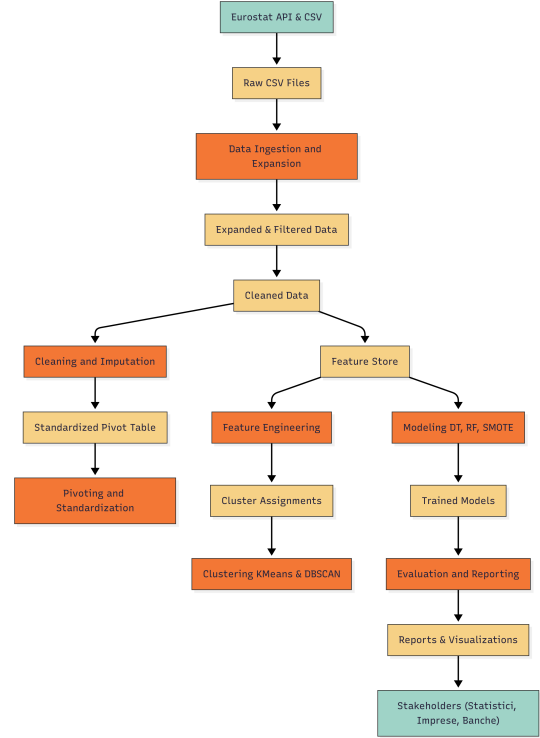 Eurostat API & CSV
Raw CSV Files
Data Ingestion and
Expansion
Expanded & Filtered Data
Cleaned Data
Cleaning and Imputation
Feature Store
Standardized Pivot Table
Feature Engineering
Modeling DT, RF, SMOTE
Pivoting and
Standardization
Cluster Assignments
Trained Models
Clustering KMeans & DBSCAN
Evaluation and Reporting
Reports & Visualizations
Stakeholders (Statistici,
Imprese, Banche)